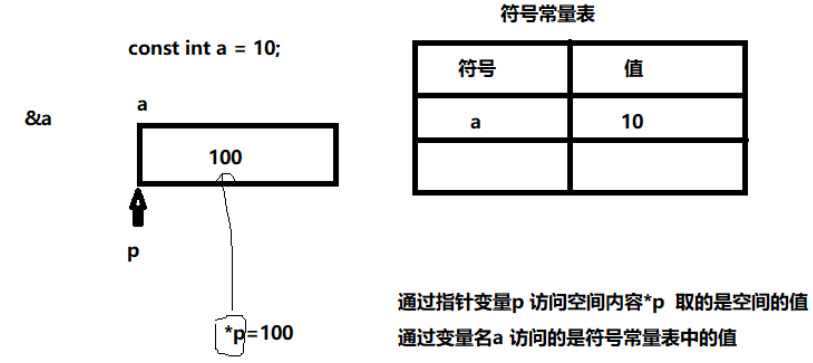 符号常量表
const int a = 10;
符号 值
&a
a
a 10
100
p
*p=100
通过指针变量p 访问空间内容*p 取的是空间的值
通过变量名a 访问的是符号常量表中的值